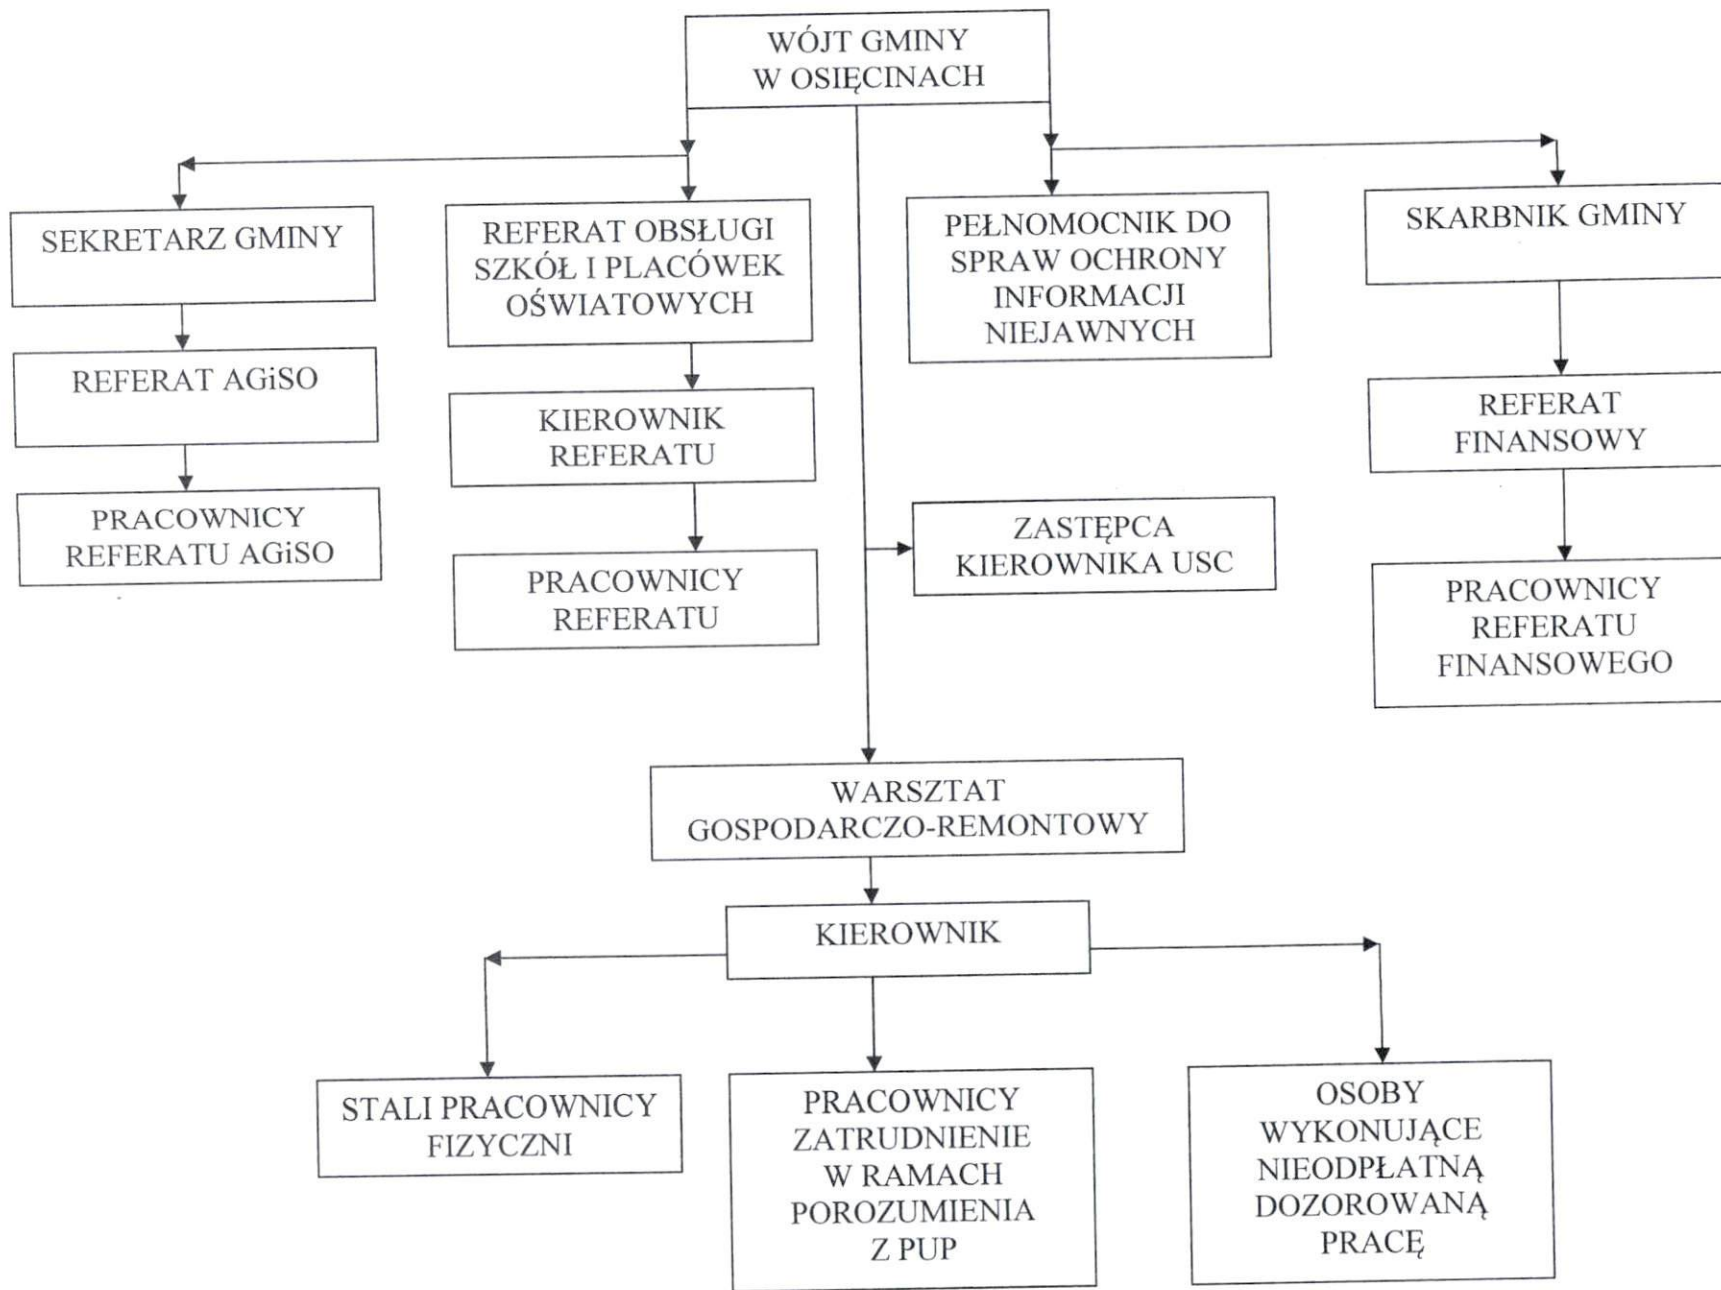 WÓJT GMINY
W OSIĘCINACH
SEKRETARZ GMINY
REFERAT OBSŁUGI
SZKÓŁ I PLACÓWEK
OŚWIATOWYCH
PEŁNOMOCNIK DO
SPRAW OCHRONY
INFORMACJI
NIEJAWNYCH
SKARBNIK GMINY
REFERAT AGiSO
KIEROWNIK
REFERATU
REFERAT
FINANSOWY
PRACOWNICY
REFERATU AGiSO
PRACOWNICY
REFERATU
ZASTĘPCA
KIEROWNIKA USC
PRACOWNICY
REFERATU
FINANSOWEGO
WARSZTAT
GOSPODARCZO-REMONTOWY
KIEROWNIK
STALI PRACOWNICY
FIZYCZNI
PRACOWNICY
ZATRUDNIENIE
W RAMACH
POROZUMIENIA
Z PUP
OSOBY
WYKONUJĄCE
NIEODPŁATNĄ
DOZOROWANĄ
PRACĘ